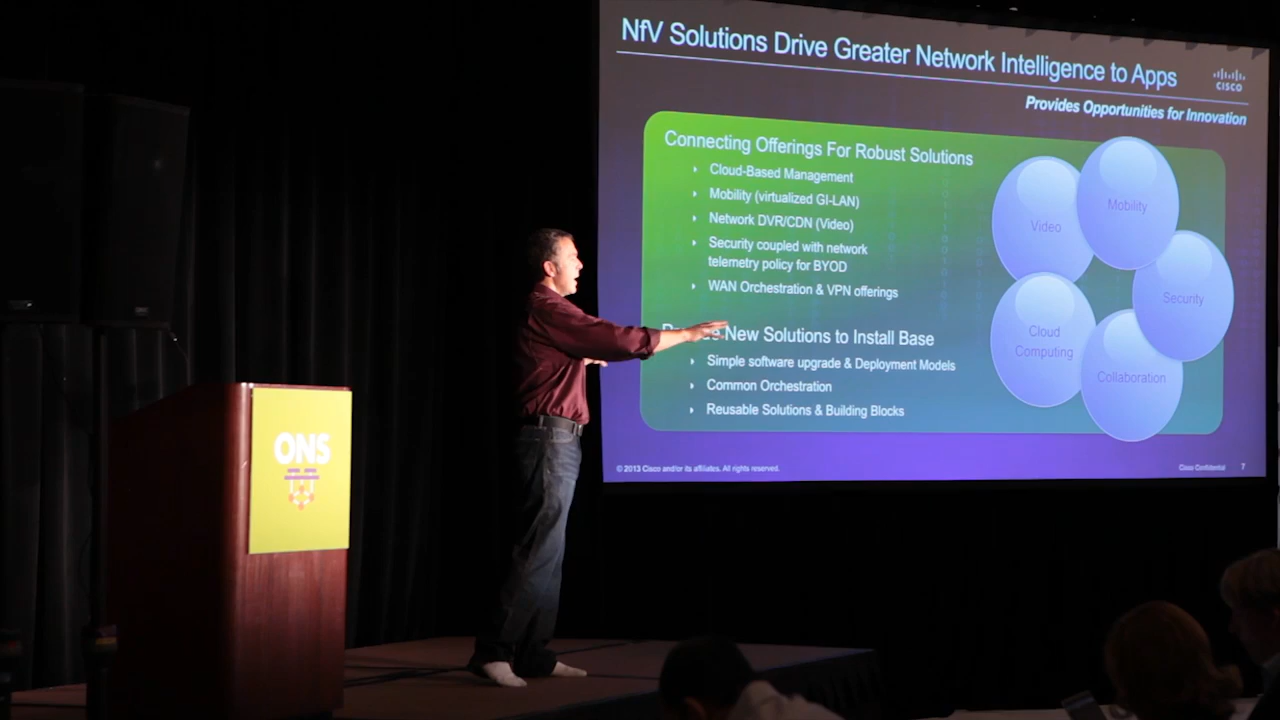 NfV Solutions Drive Greater Network Intelligence to Apps
CISCO
Provides Opportunities for Innovation
Connecting Offerings For Robust Solutions
Cloud-Based Management
Mobility (virtualized GI-LAN)
Network DVR/CDN (Video)
Security coupled with network
telemetry policy for BYOD
WAN Orchestration & VPN offerings
New Solutions to Install Base
Simple software upgrade & Deployment Models
Common Orchestration
Reusable Solutions & Building Blocks
Video
Mobility
Security
Cloud
Computing
Collaboration
© 2013 Cisco and/or its affiliates. All rights reserved.
Cisco Confidential
7
ONS